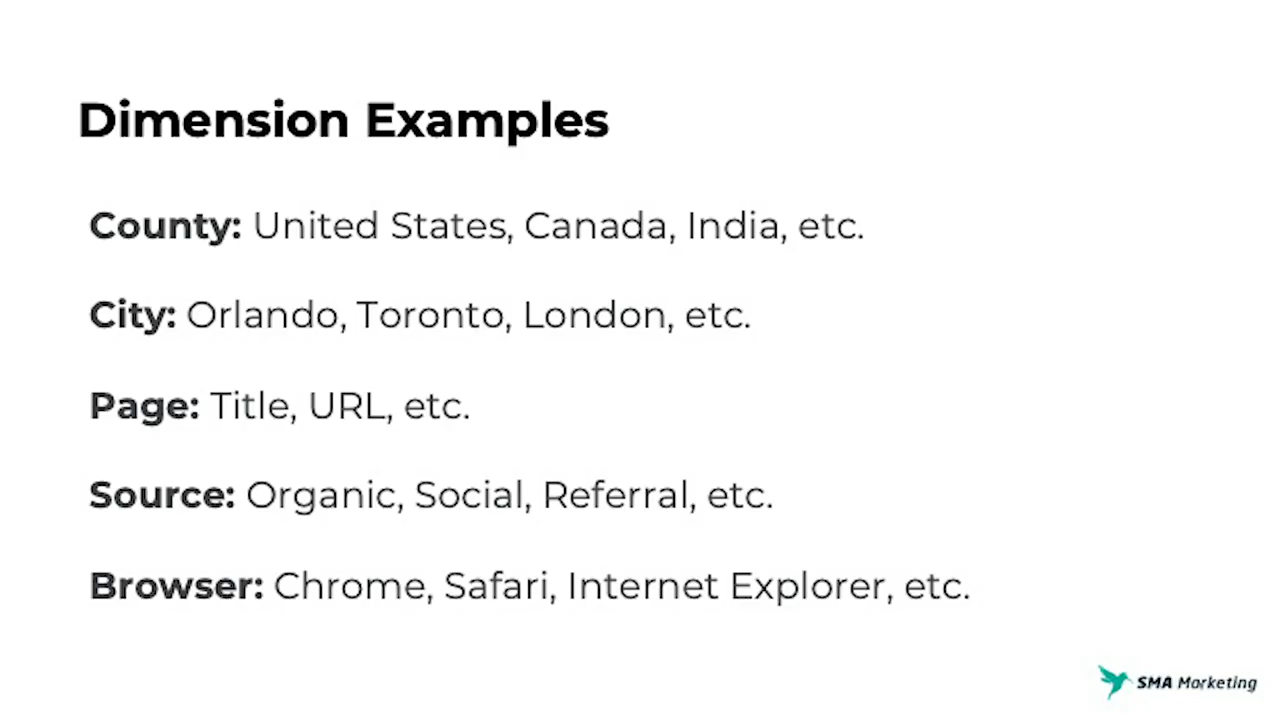 Dimension Examples
County: United States, Canada, India, etc.
City: Orlando, Toronto, London, etc.
Page: Title, URL, etc.
Source: Organic, Social, Referral, etc.
Browser: Chrome, Safari, Internet Explorer, etc.
SMA Marketing